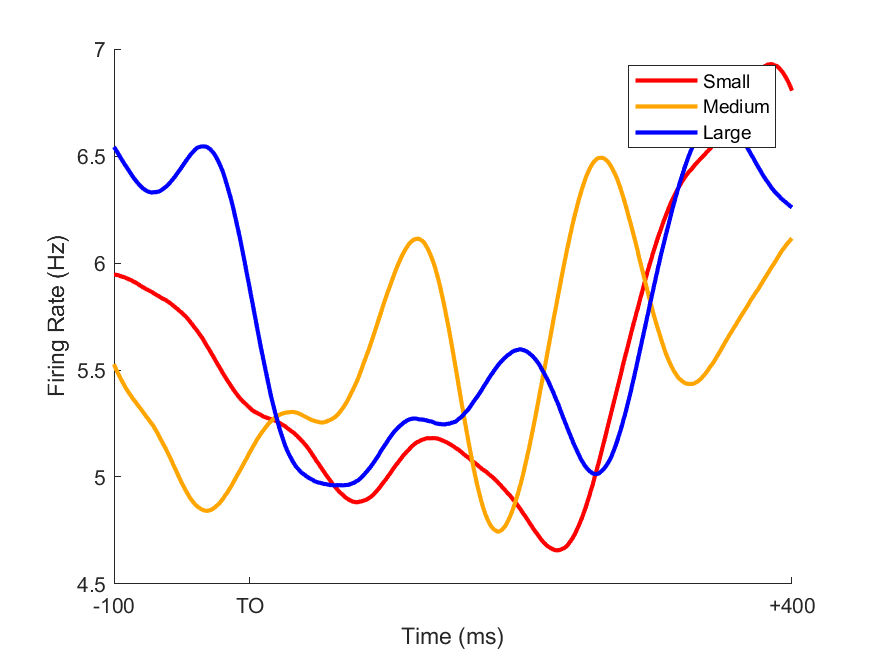 7
6.5
6
5.5
5
4.5
Firing Rate (Hz)
Small
Medium
Large
-100
TO
+400
Time (ms)